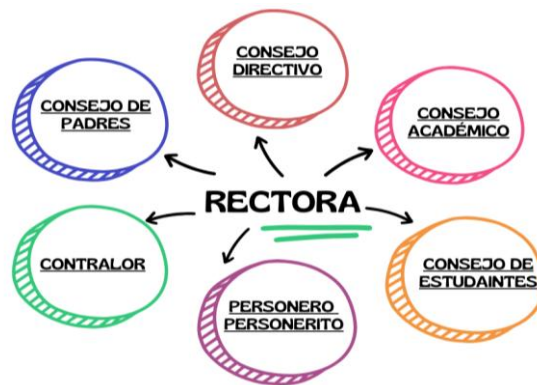 CONSEJO
DIRECTIVO
CONSEJO DE
PADRES
CONSEJO
ACADÉMICO
RECTORA
CONTRALOR
CONSEJO DE
ESTUDAINTES
PERSONERO
PERSONERITO